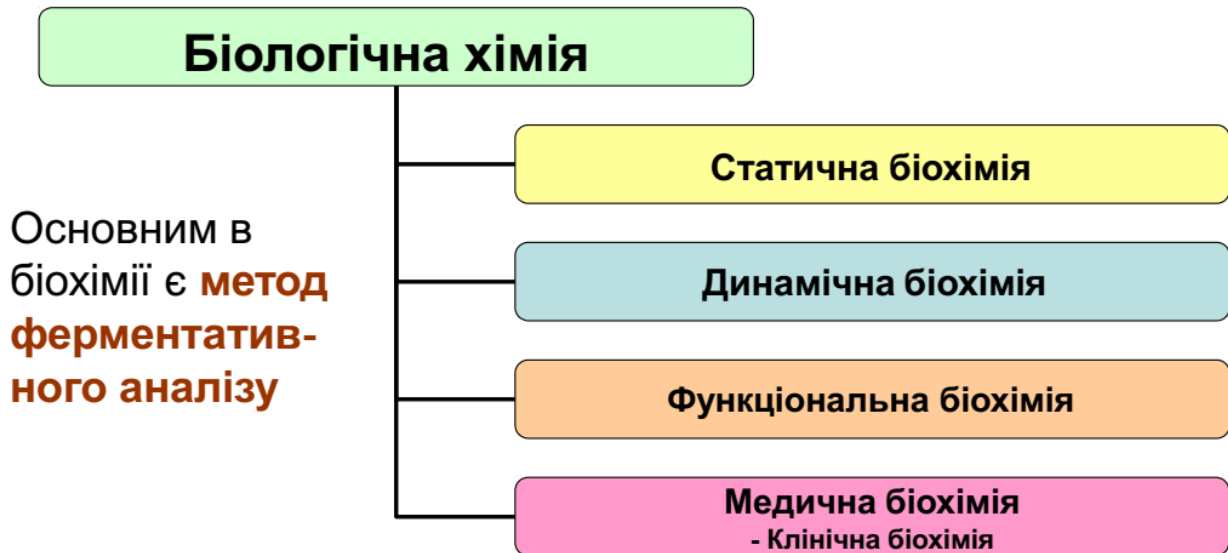 Біологічна хімія
Статична біохімія
Основним в
біохімії є метод
ферментатив-
ного аналізу
Динамічна біохімія
Функціональна біохімія
Медична біохімія
- Клінічна біохімія